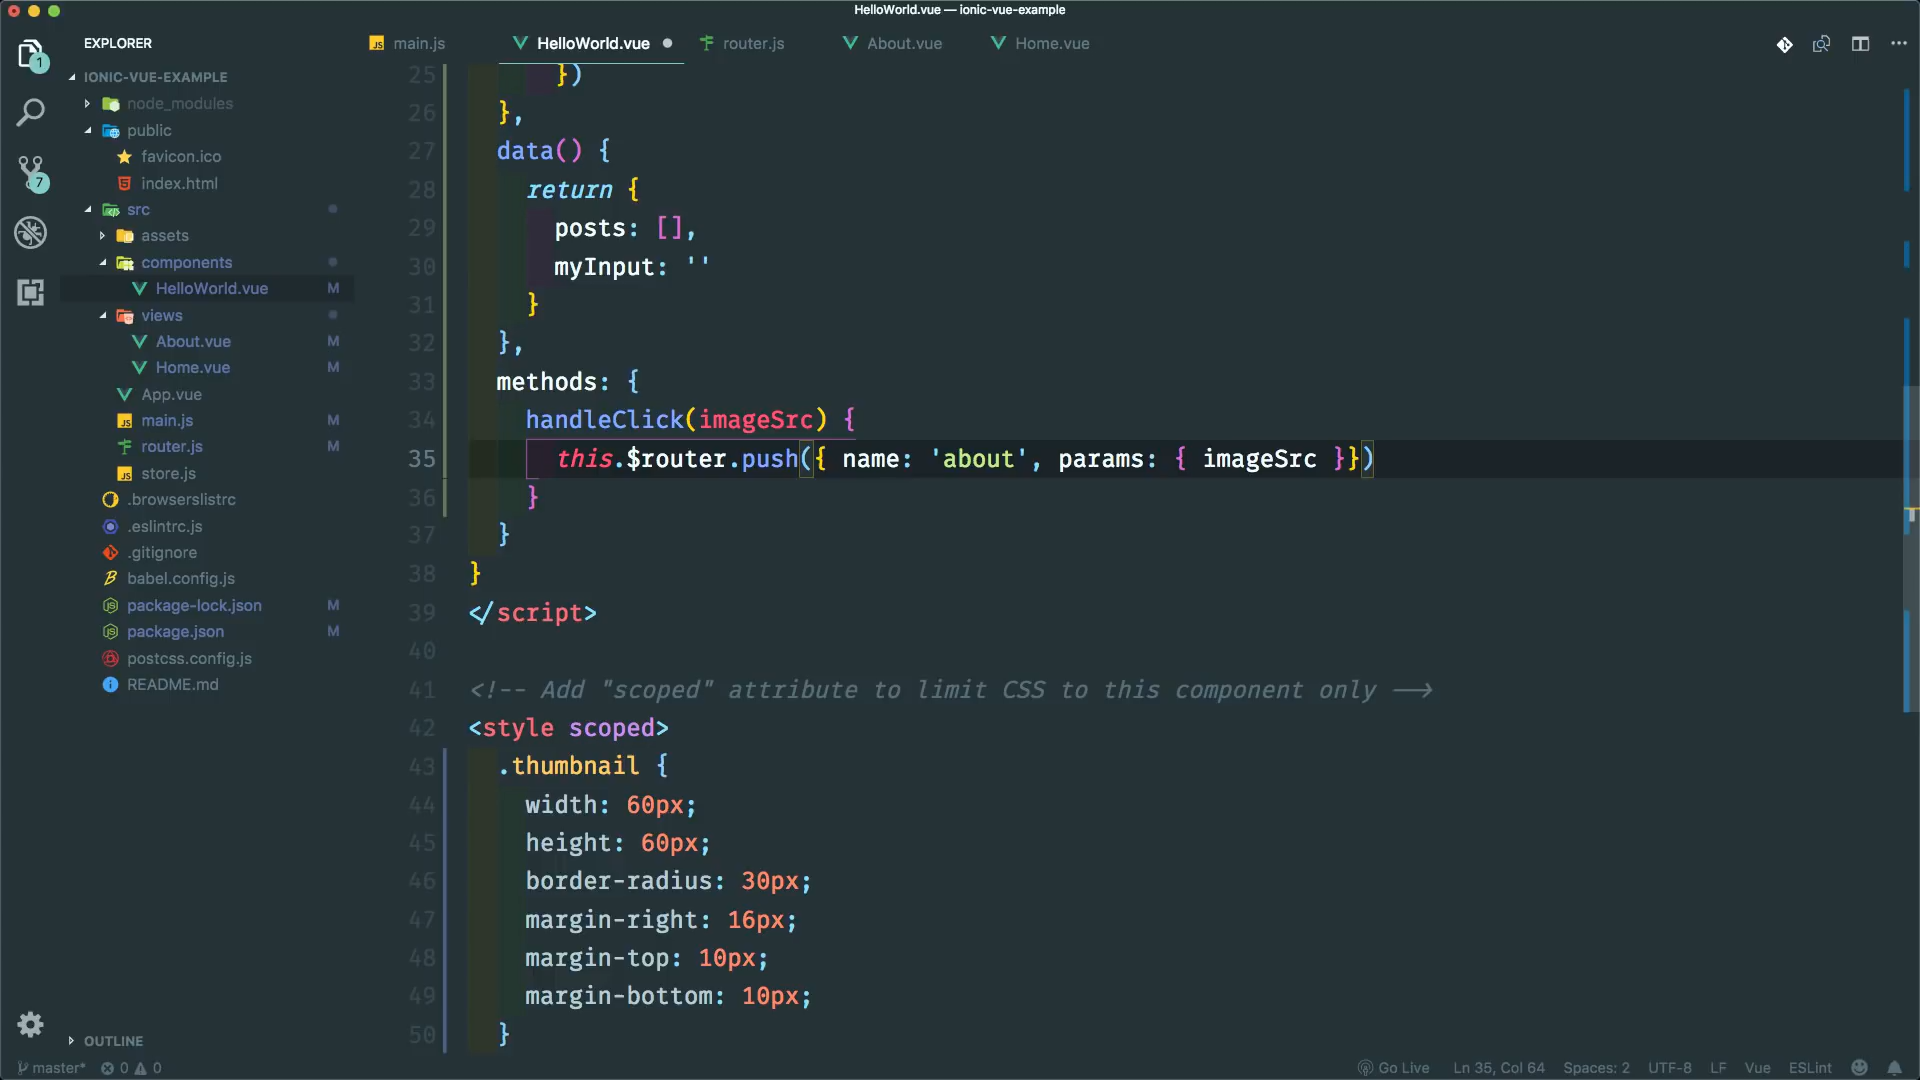 HelloWorld.vue — ionic-vue-example
EXPLORER
main.js
HelloWorld.vue
router.js
About.vue
Home.vue
1
7
IONIC-VUE-EXAMPLE
node_modules
public
favicon.ico
index.html
src
assets
components
HelloWorld.vue M
views
About.vue M
Home.vue M
App.vue
main.js M
router.js M
store.js
.browserslistrc
.eslintrc.js
.gitignore
babel.config.js
package-lock.json M
package.json M
postcss.config.js
README.md
OUTLINE
25 })
26 },
27 data() {
28 return {
29 posts: [],
30 myInput: ''
31 }
32 },
33 methods: {
34 handleClick(imageSrc) {
35 this.$router.push({ name: 'about', params: { imageSrc }})
36 }
37 }
38 }
39 </script>
40
41 <!-- Add "scoped" attribute to limit CSS to this component only -->
42 <style scoped>
43 .thumbnail {
44 width: 60px;
45 height: 60px;
46 border-radius: 30px;
47 margin-right: 16px;
48 margin-top: 10px;
49 margin-bottom: 10px;
50 }
master* 0 0
Go Live Ln 35, Col 64 Spaces: 2 UTF-8 LF Vue ESLint